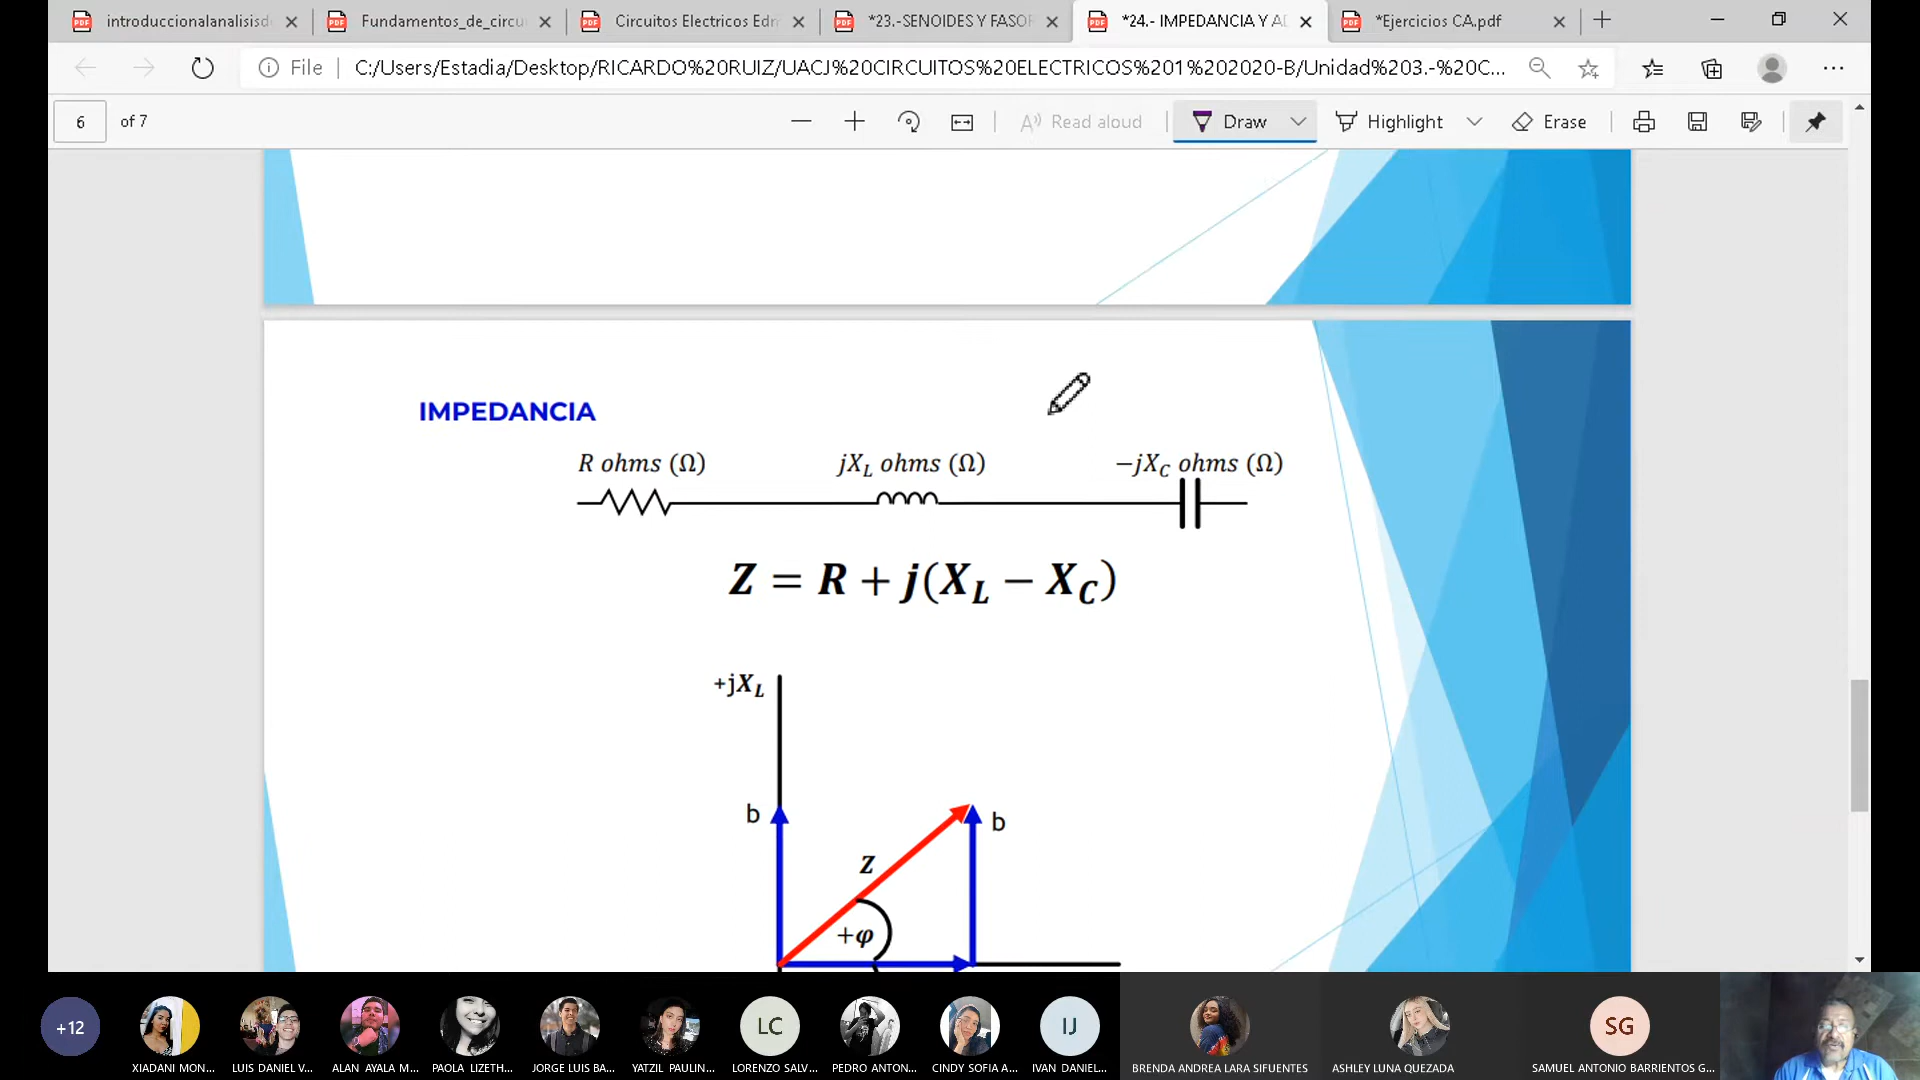 introduccionalanalisisd
Fundamentos_de_circu
Circuitos Electricos Edm
*23.-SENOIDES Y FASOR
*24.- IMPEDANCIA Y AD
*Ejercicios CA.pdf
File
C:/Users/Estadia/Desktop/RICARDO%20RUIZ/UACJ%20CIRCUITOS%20ELECTRICOS%201%202020-B/Unidad%203.-%20C...
6 of 7
Read aloud
Draw
Highlight
Erase
IMPEDANCIA
R ohms (Ω) jX_L ohms (Ω) −jX_C ohms (Ω)
Z = R + j(X_L − X_C)
+jX_L
b
b
Z
+φ
+12
LC
IJ
SG
XIADANI MON...
LUIS DANIEL V...
ALAN AYALA M...
PAOLA LIZETH...
JORGE LUIS BA...
YATZIL PAULIN...
LORENZO SALV...
PEDRO ANTON...
CINDY SOFIA A...
IVAN DANIEL...
BRENDA ANDREA LARA SIFUENTES
ASHLEY LUNA QUEZADA
SAMUEL ANTONIO BARRIENTOS G...